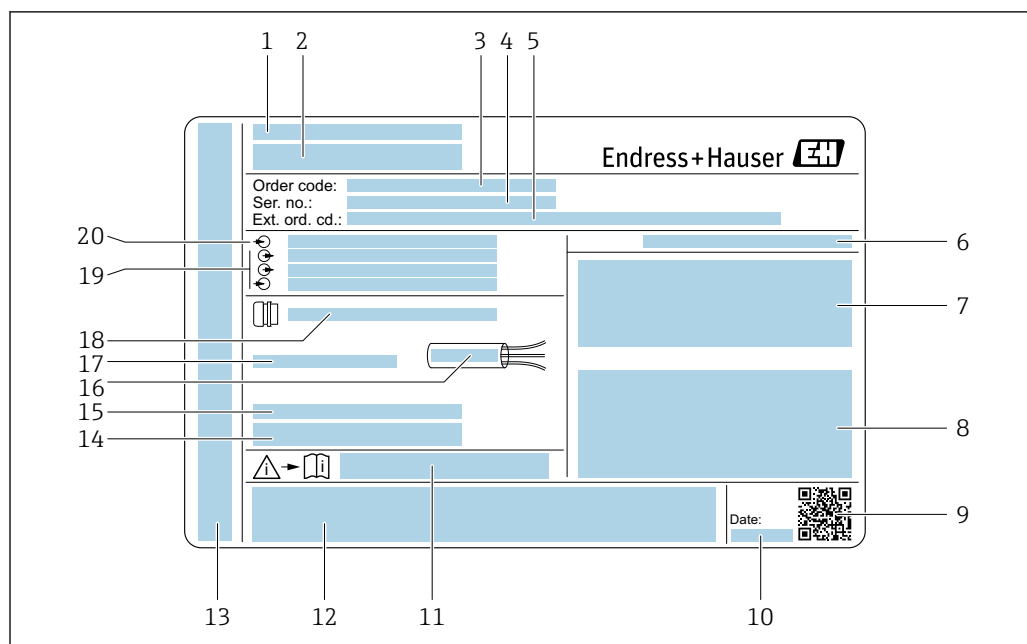 1 2 3 4 5
Endress+Hauser EH
Order code:
Ser. no.:
Ext. ord. cd.:
20
19
6
7
18
17
16
15
14
8
i i
Date:
9
13 12 11 10